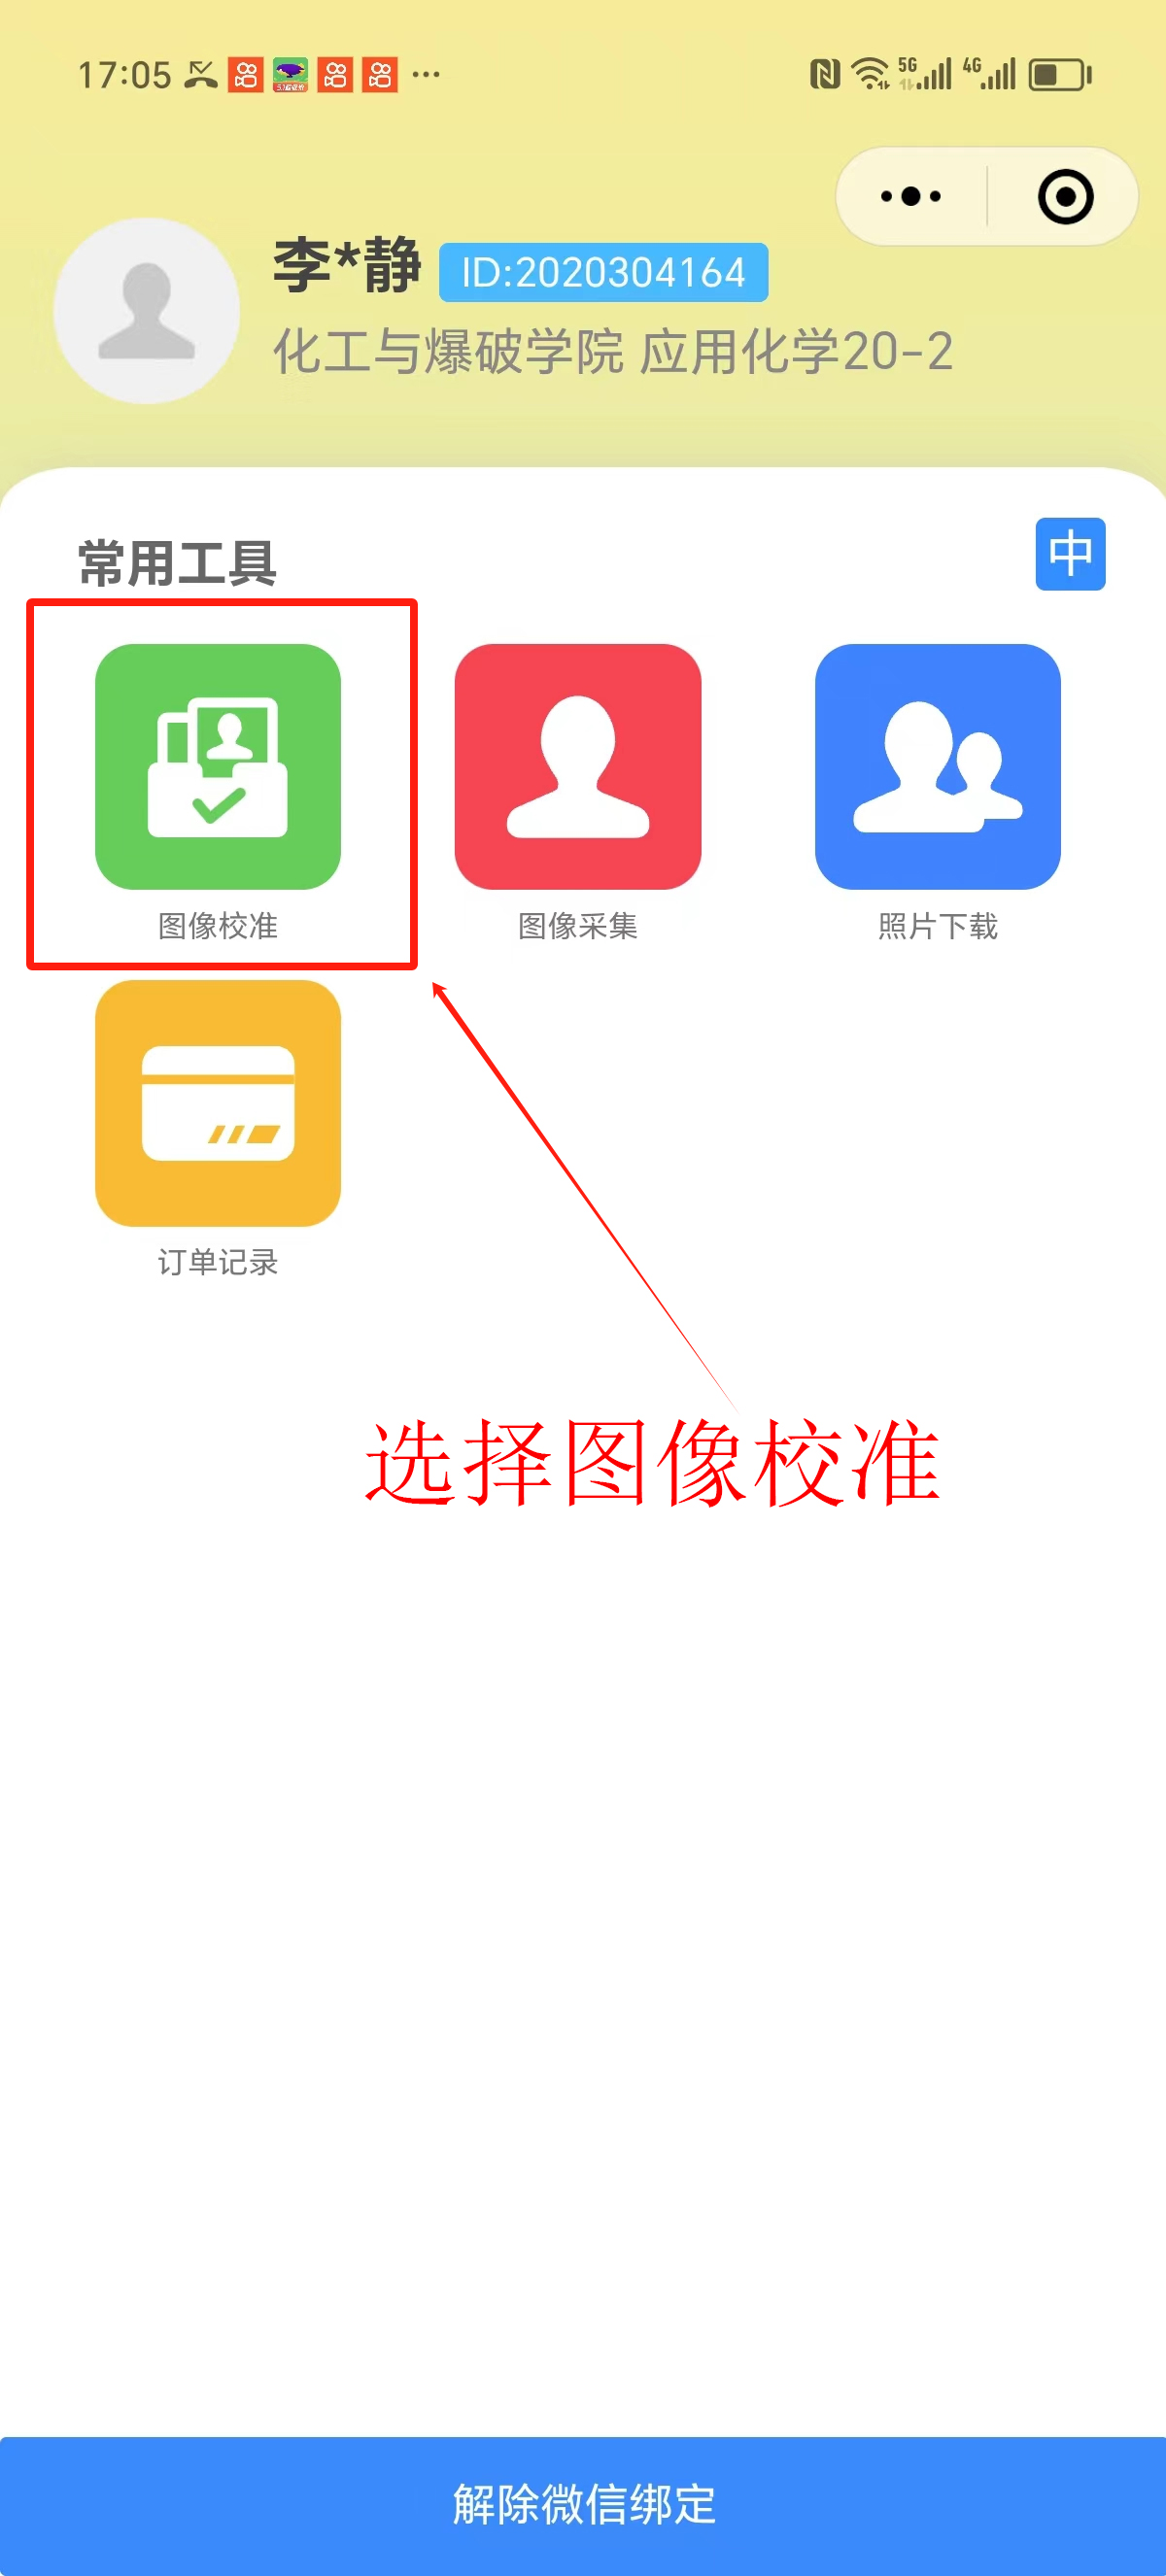 17:05
5G 4G
李*静 ID:2020304164
化工与爆破学院 应用化学20-2
常用工具 中
图像校准 图像采集 照片下载
订单记录
选择图像校准
解除微信绑定